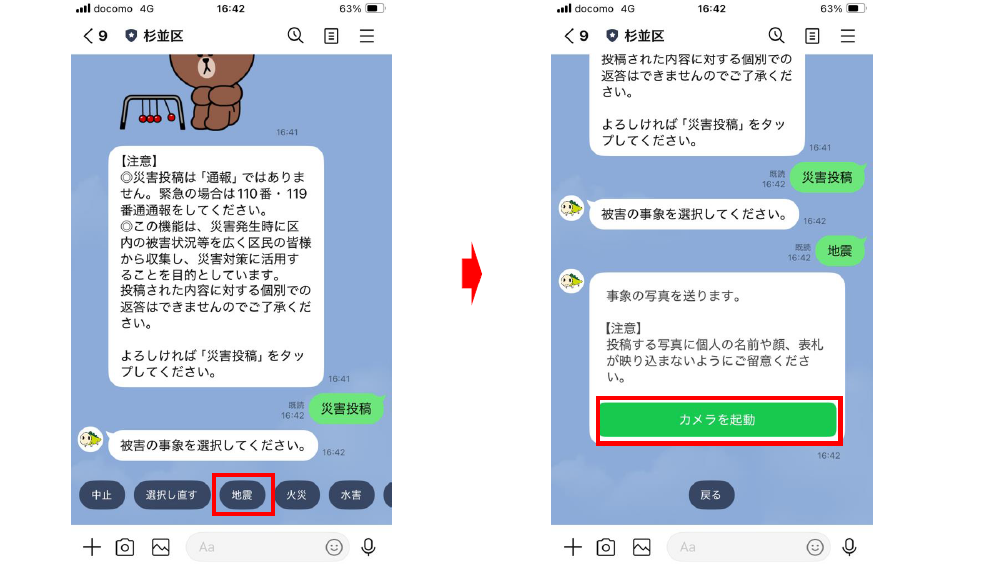 docomo 4G 16:42 63%
9 杉並区
16:41
【注意】
◎災害投稿は「通報」ではありま
せん。緊急の場合は110番・119
番通通報をしてください。
◎この機能は、災害発生時に区
内の被害状況等を広く区民の皆様
から収集し、災害対策に活用す
ることを目的としています。
投稿された内容に対する個別での
返答はできませんのでご了承くだ
さい。
よろしければ「災害投稿」をタッ
プしてください。
16:41
既読
16:42
災害投稿
被害の事象を選択してください。
16:42
中止 選択し直す 地震 火災 水害
Aa
docomo 4G 16:42 63%
9 杉並区
投稿された内容に対する個別での
返答はできませんのでご了承くだ
さい。
よろしければ「災害投稿」をタッ
プしてください。
16:41
既読
16:42
災害投稿
被害の事象を選択してください。
16:42
既読
16:42
地震
事象の写真を送ります。
【注意】
投稿する写真に個人の名前や顔、表札
が映り込まないようにご留意くださ
い。
カメラを起動
16:42
戻る
Aa